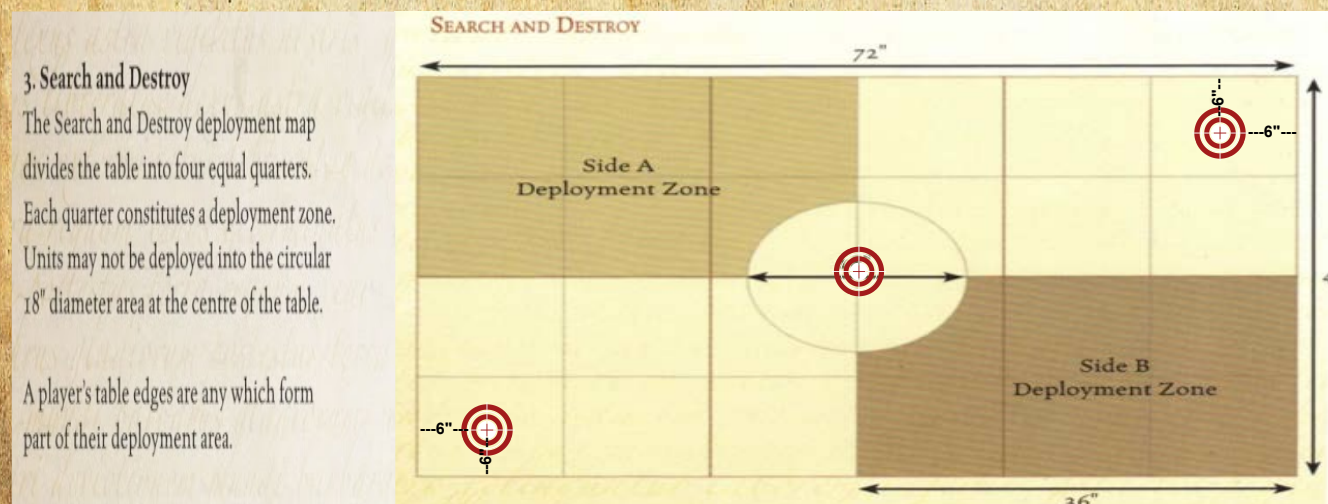 3. Search and Destroy
The Search and Destroy deployment map
divides the table into four equal quarters.
Each quarter constitutes a deployment zone.
Units may not be deployed into the circular
18" diameter area at the centre of the table.
A player's table edges are any which form
part of their deployment area.
SEARCH AND DESTROY
72"
--6"--
---6"---
Side A
Deployment Zone
Side B
Deployment Zone
---6"---
--6"--
36"